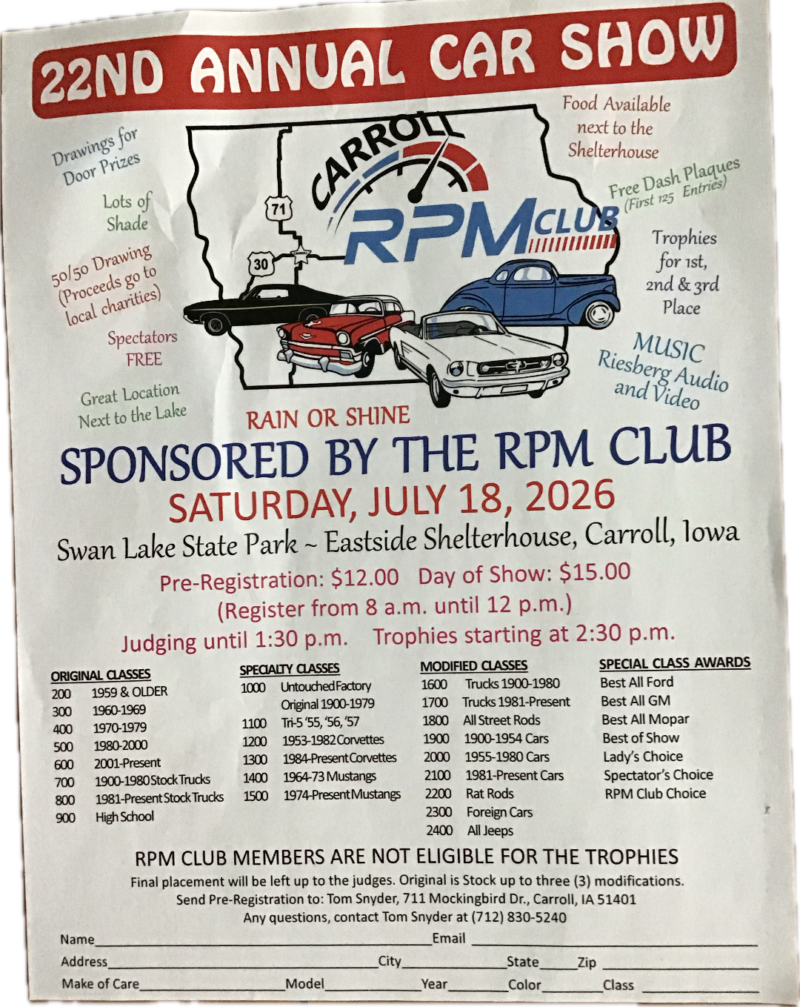 22ND ANNUAL CAR SHOW
Drawings for
Door Prizes
Lots of
Shade
50/50 Drawing
(Proceeds go to
local charities)
Spectators
FREE
Great Location
Next to the Lake
CARROLL
RPM CLUB
71
30
Food Available
next to the
Shelterhouse
Free Dash Plaques
(First 125 Entries)
Trophies
for 1st,
2nd & 3rd
Place
MUSIC
Riesberg Audio
and Video
RAIN OR SHINE
SPONSORED BY THE RPM CLUB
SATURDAY, JULY 18, 2026
Swan Lake State Park ~ Eastside Shelterhouse, Carroll, Iowa
Pre-Registration: $12.00 Day of Show: $15.00
(Register from 8 a.m. until 12 p.m.)
Judging until 1:30 p.m. Trophies starting at 2:30 p.m.
ORIGINAL CLASSES
200 1959 & OLDER
300 1960-1969
400 1970-1979
500 1980-2000
600 2001-Present
700 1900-1980 Stock Trucks
800 1981-Present Stock Trucks
900 High School
SPECIALTY CLASSES
1000 Untouched Factory
Original 1900-1979
1100 Tri-5 '55, '56, '57
1200 1953-1982 Corvettes
1300 1984-Present Corvettes
1400 1964-73 Mustangs
1500 1974-Present Mustangs
MODIFIED CLASSES
1600 Trucks 1900-1980
1700 Trucks 1981-Present
1800 All Street Rods
1900 1900-1954 Cars
2000 1955-1980 Cars
2100 1981-Present Cars
2200 Rat Rods
2300 Foreign Cars
2400 All Jeeps
SPECIAL CLASS AWARDS
Best All Ford
Best All GM
Best All Mopar
Best of Show
Lady's Choice
Spectator's Choice
RPM Club Choice
RPM CLUB MEMBERS ARE NOT ELIGIBLE FOR THE TROPHIES
Final placement will be left up to the judges. Original is Stock up to three (3) modifications.
Send Pre-Registration to: Tom Snyder, 711 Mockingbird Dr., Carroll, IA 51401
Any questions, contact Tom Snyder at (712) 830-5240
Name Email
Address City State Zip
Make of Care Model Year Color Class